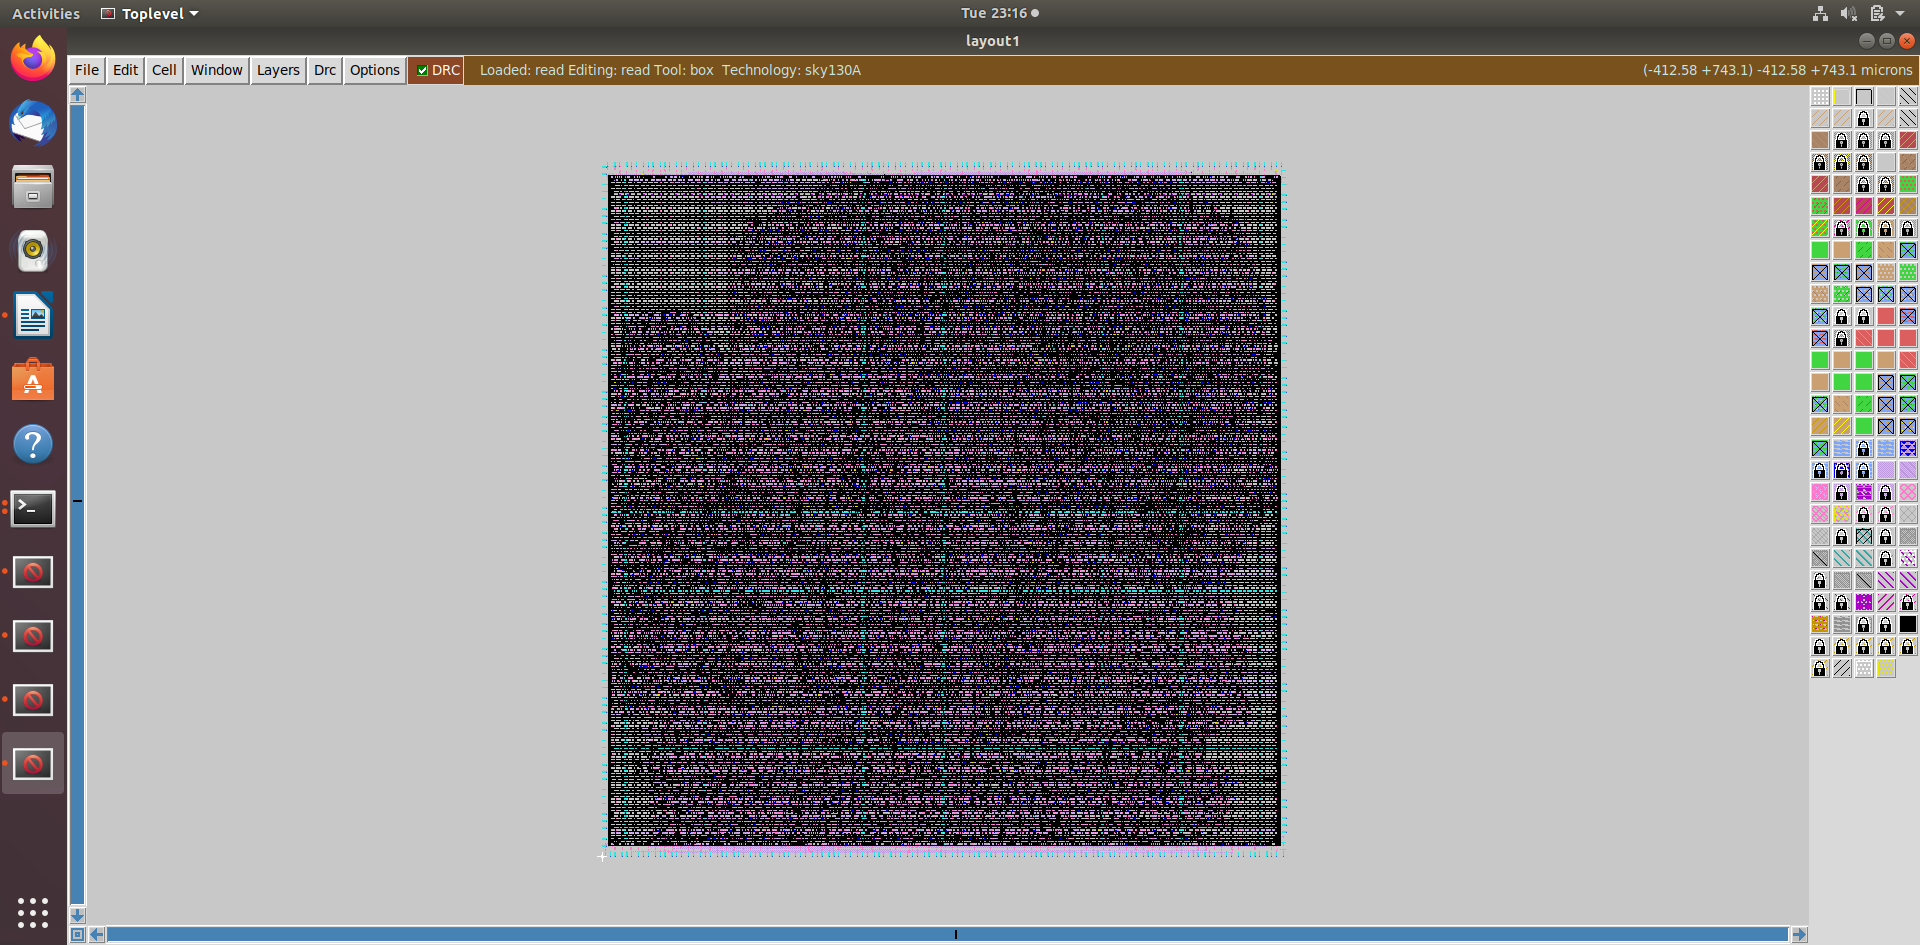 Activities Toplevel Tue 23:16
layout1
File Edit Cell Window Layers Drc Options DRC Loaded: read Editing: read Tool: box Technology: sky130A (-412.58 +743.1) -412.58 +743.1 microns